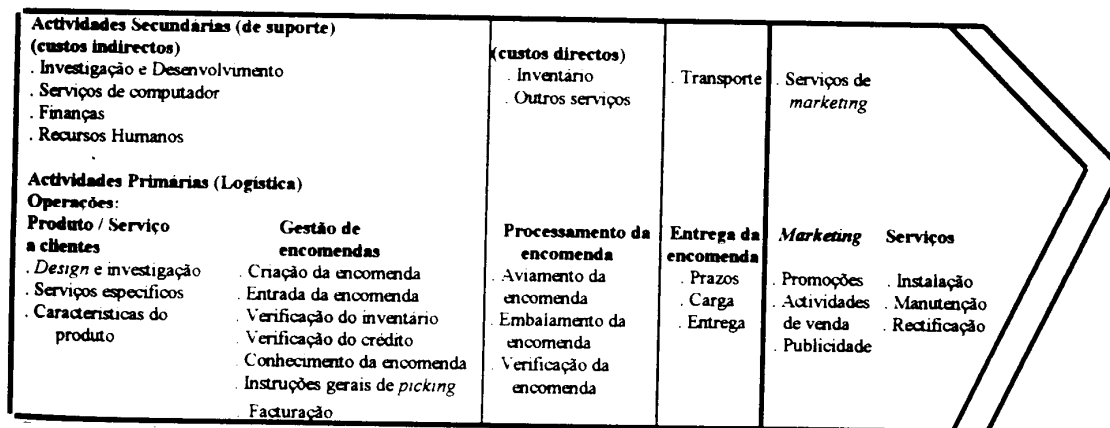 Actividades Secundárias (de suporte)
(custos indirectos)
. Investigação e Desenvolvimento
. Serviços de computador
. Finanças
. Recursos Humanos
(custos directos)
. Inventário
. Outros serviços
. Transporte
. Serviços de
marketing
Actividades Primárias (Logística)
Operações:
Produto / Serviço
a clientes
. Design e investigação
. Serviços específicos
. Características do
produto
Gestão de
encomendas
. Criação da encomenda
. Entrada da encomenda
. Verificação do inventário
. Verificação do crédito
. Conhecimento da encomenda
. Instruções gerais de picking
. Facturação
Processamento da
encomenda
. Aviamento da
encomenda
. Embalamento da
encomenda
. Verificação da
encomenda
Entrega da
encomenda
. Prazos
. Carga
. Entrega
Marketing
. Promoções
. Actividades
de venda
. Publicidade
Serviços
. Instalação
. Manutenção
. Rectificação